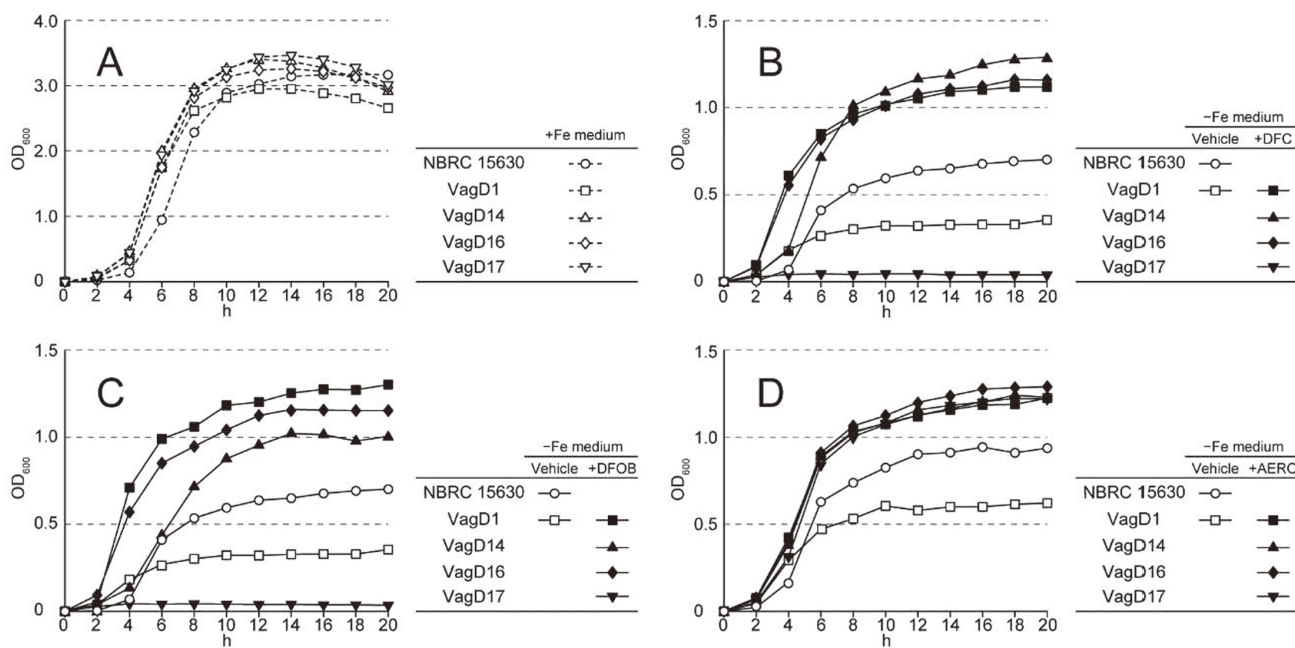 A
4.0
3.0
2.0
1.0
0
OD600
0 2 4 6 8 10 12 14 16 18 20
h
+Fe medium
NBRC 15630
VagD1
VagD14
VagD16
VagD17
B
1.5
1.0
0.5
0
OD600
0 2 4 6 8 10 12 14 16 18 20
h
−Fe medium
Vehicle +DFC
NBRC 15630
VagD1
VagD14
VagD16
VagD17
C
1.5
1.0
0.5
0
OD600
0 2 4 6 8 10 12 14 16 18 20
h
−Fe medium
Vehicle +DFOB
NBRC 15630
VagD1
VagD14
VagD16
VagD17
D
1.5
1.0
0.5
0
OD600
0 2 4 6 8 10 12 14 16 18 20
h
−Fe medium
Vehicle +AERO
NBRC 15630
VagD1
VagD14
VagD16
VagD17